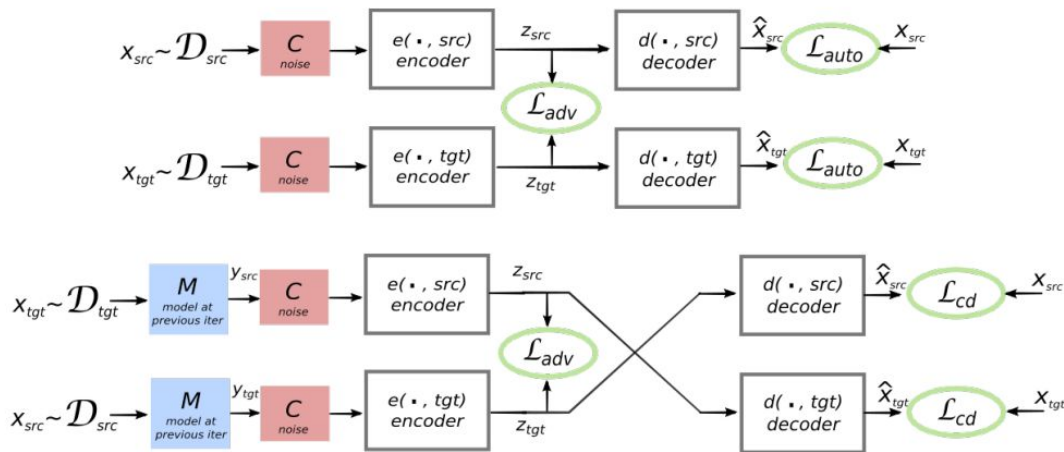 x_src ~ D_src
C
noise
e(·, src)
encoder
z_src
d(·, src)
decoder
x̂_src
L_auto
x_src
L_adv
x_tgt ~ D_tgt
C
noise
e(·, tgt)
encoder
z_tgt
d(·, tgt)
decoder
x̂_tgt
L_auto
x_tgt
x_tgt ~ D_tgt
M
model at
previous iter
y_src
C
noise
e(·, src)
encoder
z_src
d(·, src)
decoder
x̂_src
L_cd
x_src
L_adv
x_src ~ D_src
M
model at
previous iter
y_tgt
C
noise
e(·, tgt)
encoder
z_tgt
d(·, tgt)
decoder
x̂_tgt
L_cd
x_tgt